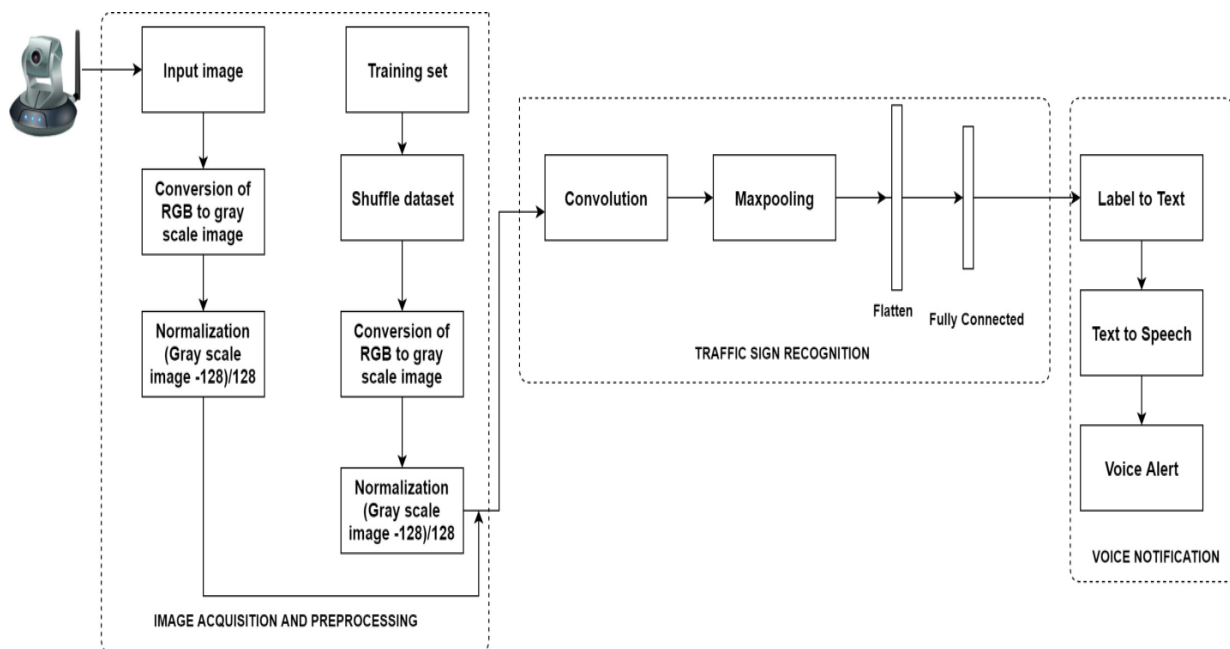 Input image
Training set
Conversion of
RGB to gray
scale image
Shuffle dataset
Normalization
(Gray scale
image -128)/128
Conversion of
RGB to gray
scale image
Normalization
(Gray scale
image -128)/128
IMAGE ACQUISITION AND PREPROCESSING
Convolution
Maxpooling
Flatten
Fully Connected
TRAFFIC SIGN RECOGNITION
Label to Text
Text to Speech
Voice Alert
VOICE NOTIFICATION